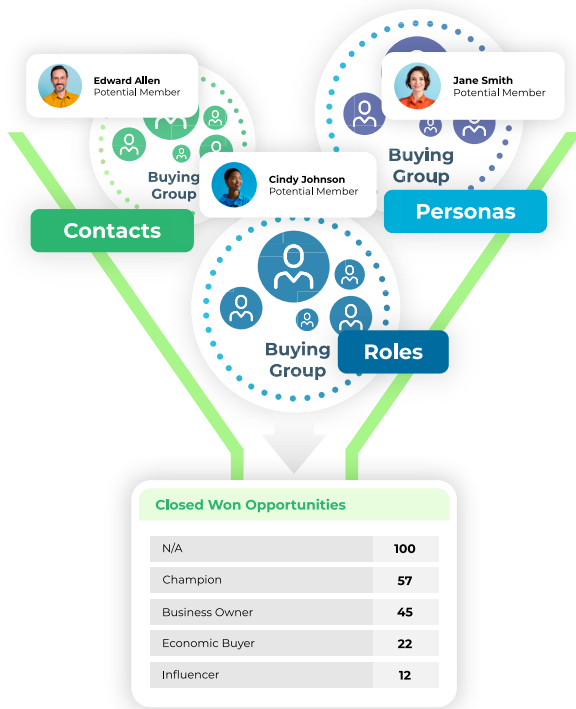 Edward Allen
Potential Member
Jane Smith
Potential Member
Buying
Group
Buying
Group
Cindy Johnson
Potential Member
Contacts
Personas
Buying
Group
Roles
Closed Won Opportunities
N/A 100
Champion 57
Business Owner 45
Economic Buyer 22
Influencer 12